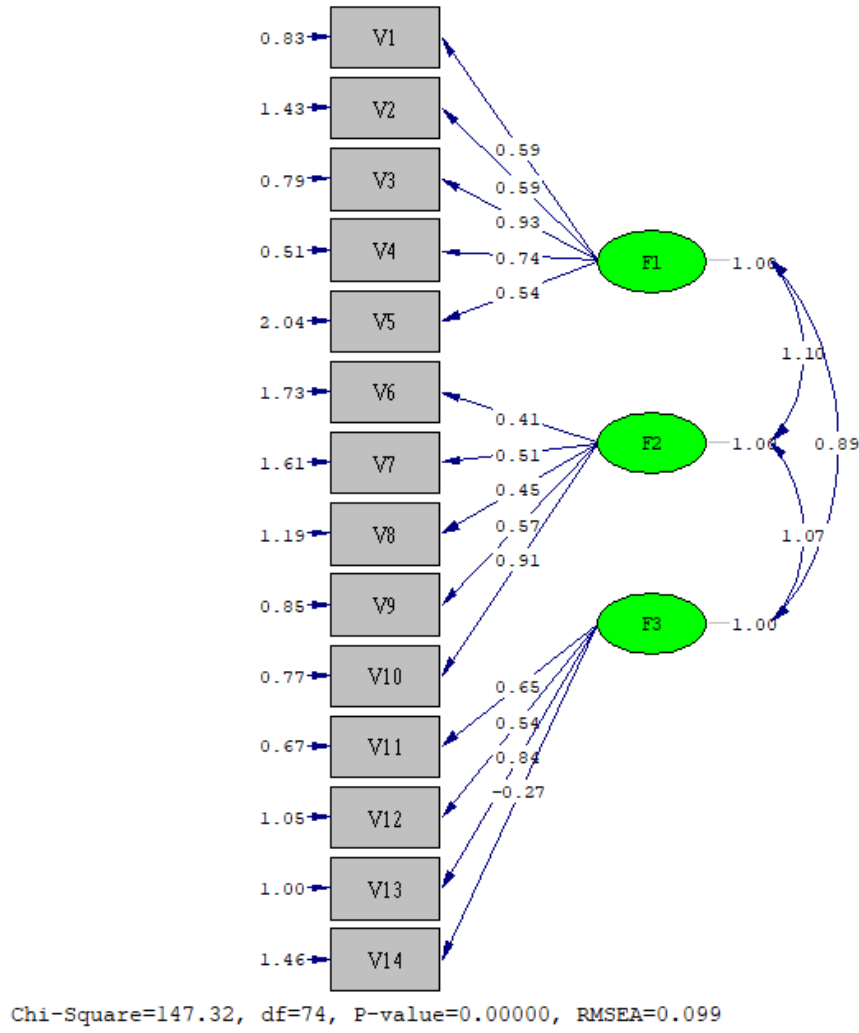 0.83 V1
1.43 V2
0.59
0.79 V3
0.59
0.93
0.51 V4
0.74
F1 1.00
0.54
2.04 V5
1.10
1.73 V6
0.41
0.51
F2 1.00 0.89
1.61 V7
0.45
1.19 V8
0.57
1.07
0.91
0.85 V9
F3 1.00
0.77 V10
0.65
0.67 V11
0.54
0.84
-0.27
1.05 V12
1.00 V13
1.46 V14
Chi-Square=147.32, df=74, P-value=0.00000, RMSEA=0.099